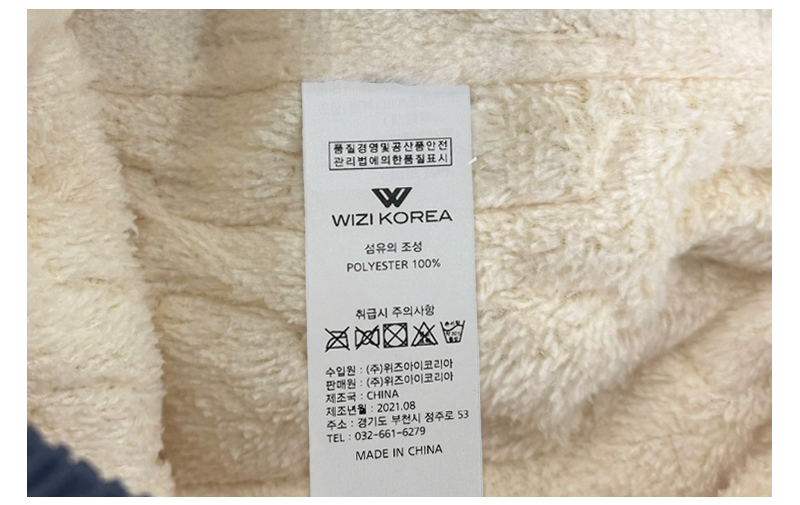 품질경영및공산품안전
관리법에의한품질표시
WIZI KOREA
섬유의 조성
POLYESTER 100%
취급시 주의사항
수입원 : (주)위즈아이코리아
판매원 : (주)위즈아이코리아
제조국 : CHINA
제조년월 : 2021.08
주소 : 경기도 부천시 정주로 53
TEL : 032-661-6279
MADE IN CHINA